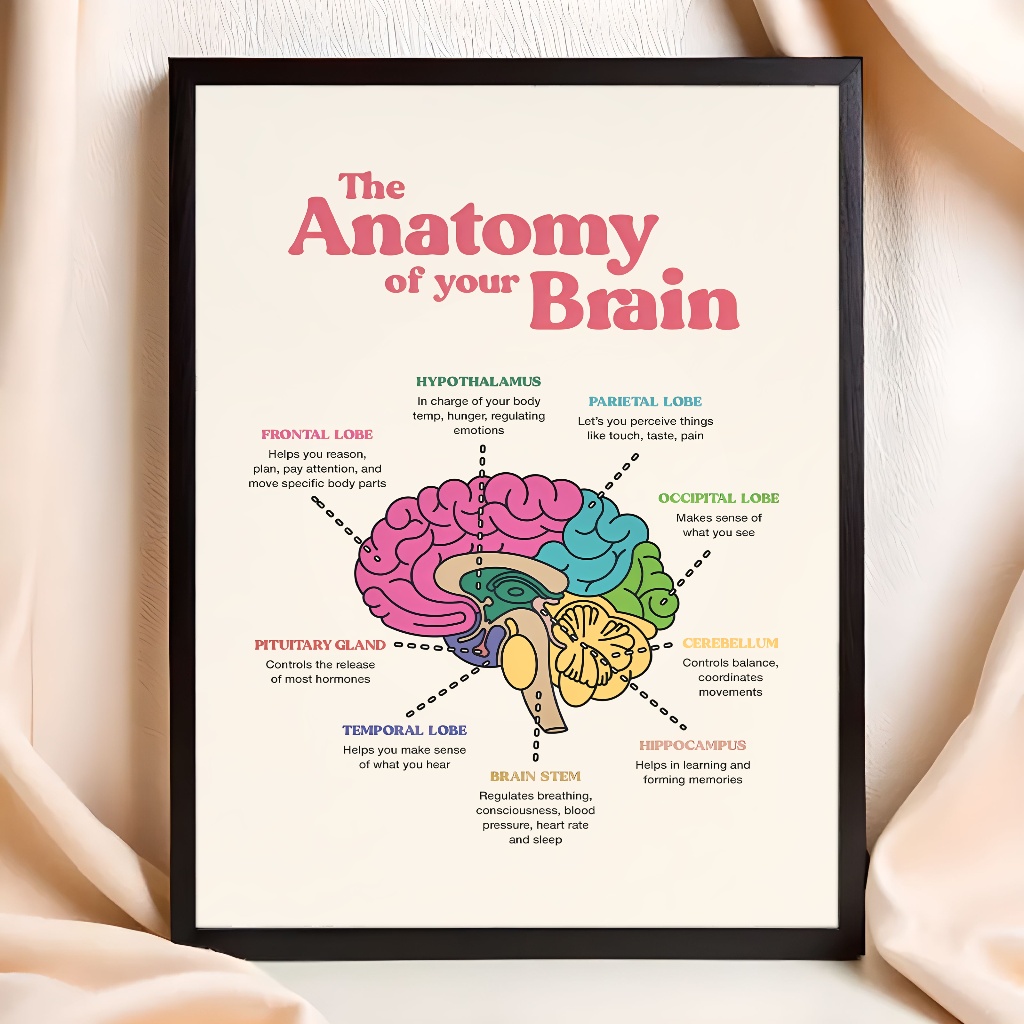 The
Anatomy
of your
Brain
HYPOTHALAMUS
In charge of your body
temp, hunger, regulating
emotions
PARIETAL LOBE
Let's you perceive things
like touch, taste, pain
FRONTAL LOBE
Helps you reason,
plan, pay attention, and
move specific body parts
OCCIPITAL LOBE
Makes sense of
what you see
PITUITARY GLAND
Controls the release
of most hormones
CEREBELLUM
Controls balance,
coordinates
movements
TEMPORAL LOBE
Helps you make sense
of what you hear
HIPPOCAMPUS
Helps in learning and
forming memories
BRAIN STEM
Regulates breathing,
consciousness, blood
pressure, heart rate
and sleep